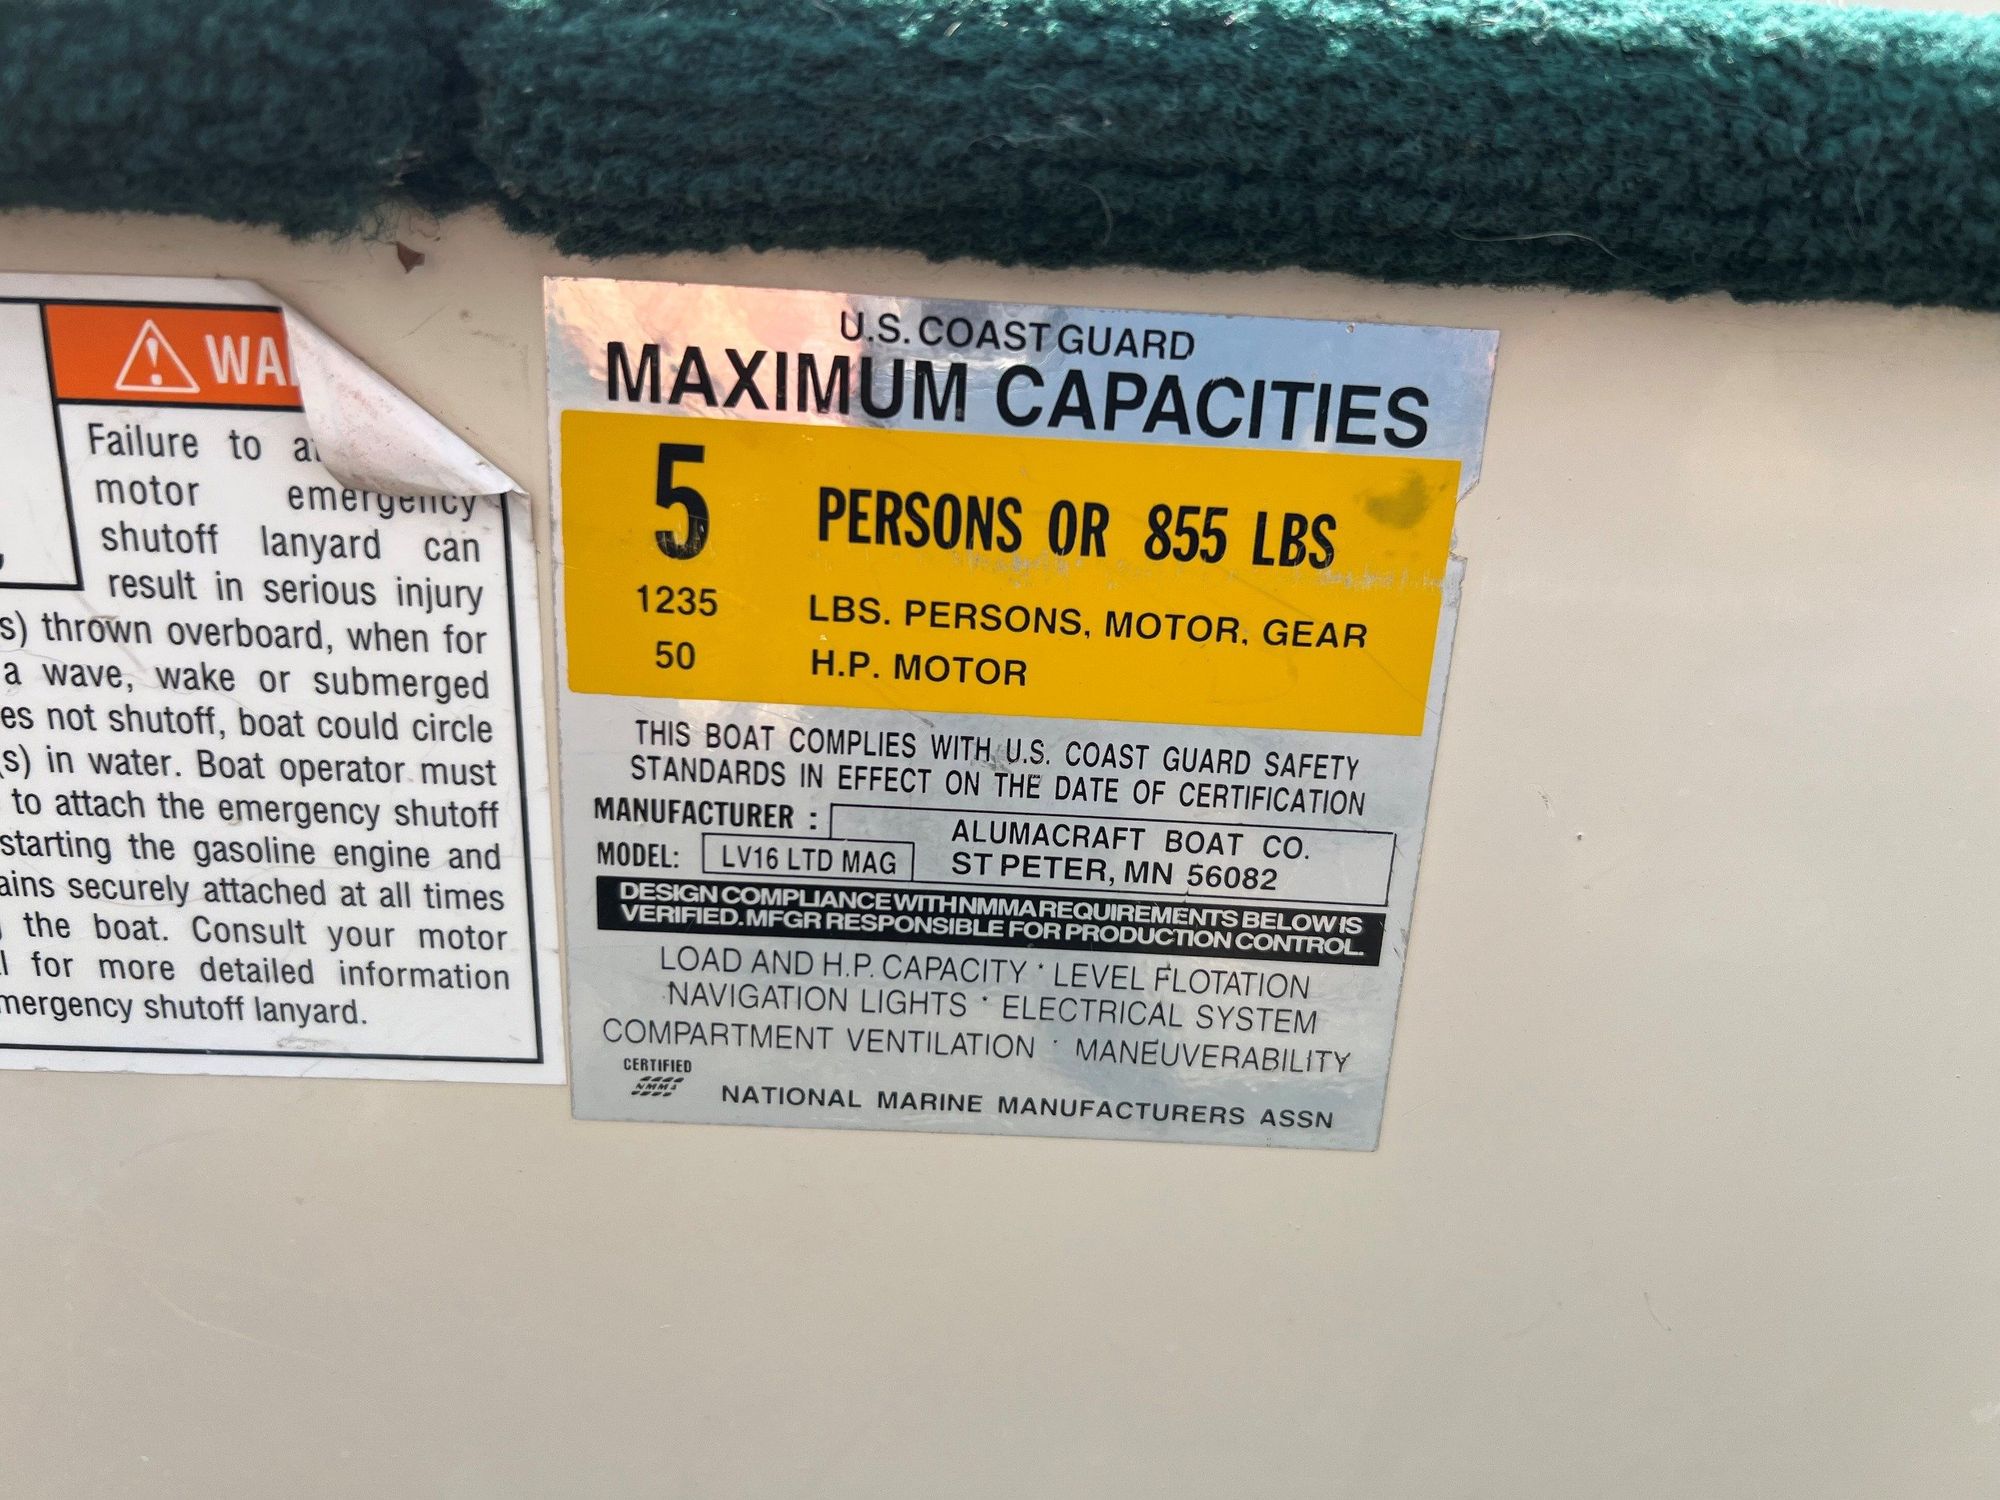 WA
Failure to a
motor emergency
shutoff lanyard can
result in serious injury
s) thrown overboard, when for
a wave, wake or submerged
es not shutoff, boat could circle
(s) in water. Boat operator must
to attach the emergency shutoff
starting the gasoline engine and
ains securely attached at all times
the boat. Consult your motor
l for more detailed information
mergency shutoff lanyard.
U.S. COAST GUARD
MAXIMUM CAPACITIES
5 PERSONS OR 855 LBS
1235 LBS. PERSONS, MOTOR, GEAR
50 H.P. MOTOR
THIS BOAT COMPLIES WITH U.S. COAST GUARD SAFETY
STANDARDS IN EFFECT ON THE DATE OF CERTIFICATION
MANUFACTURER : ALUMACRAFT BOAT CO.
MODEL: LV16 LTD MAG ST PETER, MN 56082
DESIGN COMPLIANCE WITH NMMA REQUIREMENTS BELOW IS
VERIFIED. MFGR RESPONSIBLE FOR PRODUCTION CONTROL.
LOAD AND H.P. CAPACITY · LEVEL FLOTATION
NAVIGATION LIGHTS · ELECTRICAL SYSTEM
COMPARTMENT VENTILATION · MANEUVERABILITY
CERTIFIED
NMMA
NATIONAL MARINE MANUFACTURERS ASSN